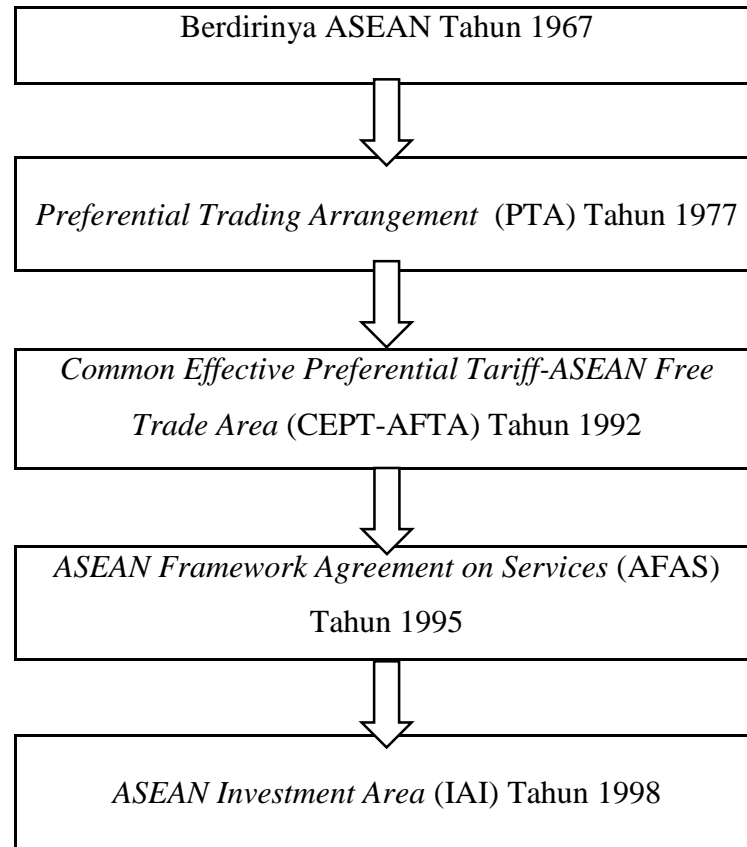 Berdirinya ASEAN Tahun 1967
Preferential Trading Arrangement (PTA) Tahun 1977
Common Effective Preferential Tariff-ASEAN Free
Trade Area (CEPT-AFTA) Tahun 1992
ASEAN Framework Agreement on Services (AFAS)
Tahun 1995
ASEAN Investment Area (IAI) Tahun 1998